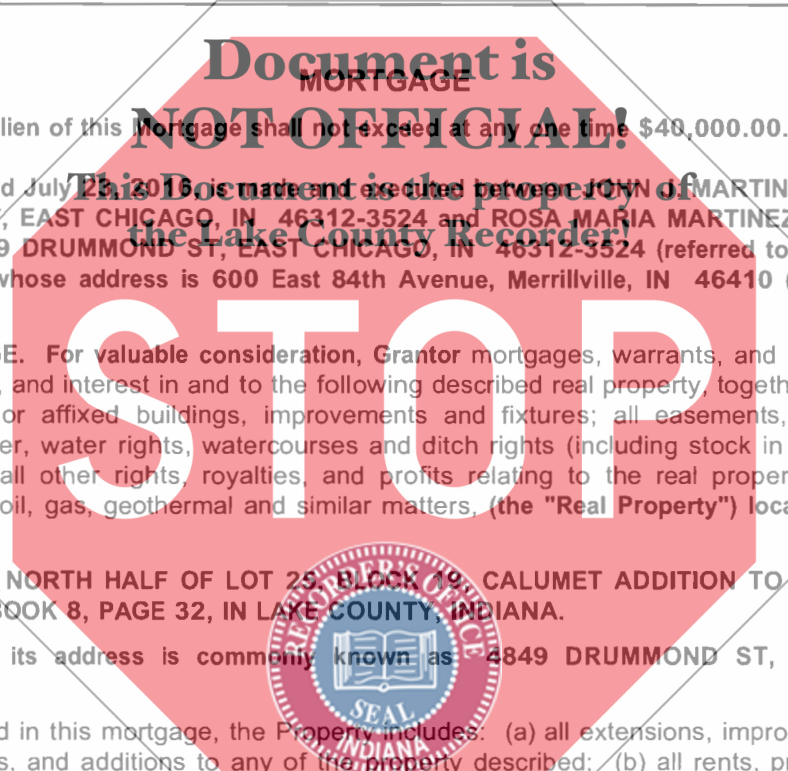 Document is
MORTGAGE
NOT OFFICIAL!
lien of this Mortgage shall not exceed at any one time $40,000.00.
This Document is the property of
d July 23, 2016, is made and executed between JOHN J MARTIN
, EAST CHICAGO, IN 46312-3524 and ROSA MARIA MARTINEZ
the Lake County Recorder!
9 DRUMMOND ST, EAST CHICAGO, IN 46312-3524 (referred to
whose address is 600 East 84th Avenue, Merrillville, IN 46410 (
STOP
E. For valuable consideration, Grantor mortgages, warrants, and
, and interest in and to the following described real property, togeth
or affixed buildings, improvements and fixtures; all easements,
er, water rights, watercourses and ditch rights (including stock in
all other rights, royalties, and profits relating to the real proper
oil, gas, geothermal and similar matters, (the "Real Property") loca
NORTH HALF OF LOT 25, BLOCK 19, CALUMET ADDITION TO
BOOK 8, PAGE 32, IN LAKE COUNTY, INDIANA.
RECORDER'S OFFICE
its address is commonly known as 4849 DRUMMOND ST,
SEAL
INDIANA
d in this mortgage, the Property includes: (a) all extensions, impro
s, and additions to any of the property described; (b) all rents, pr